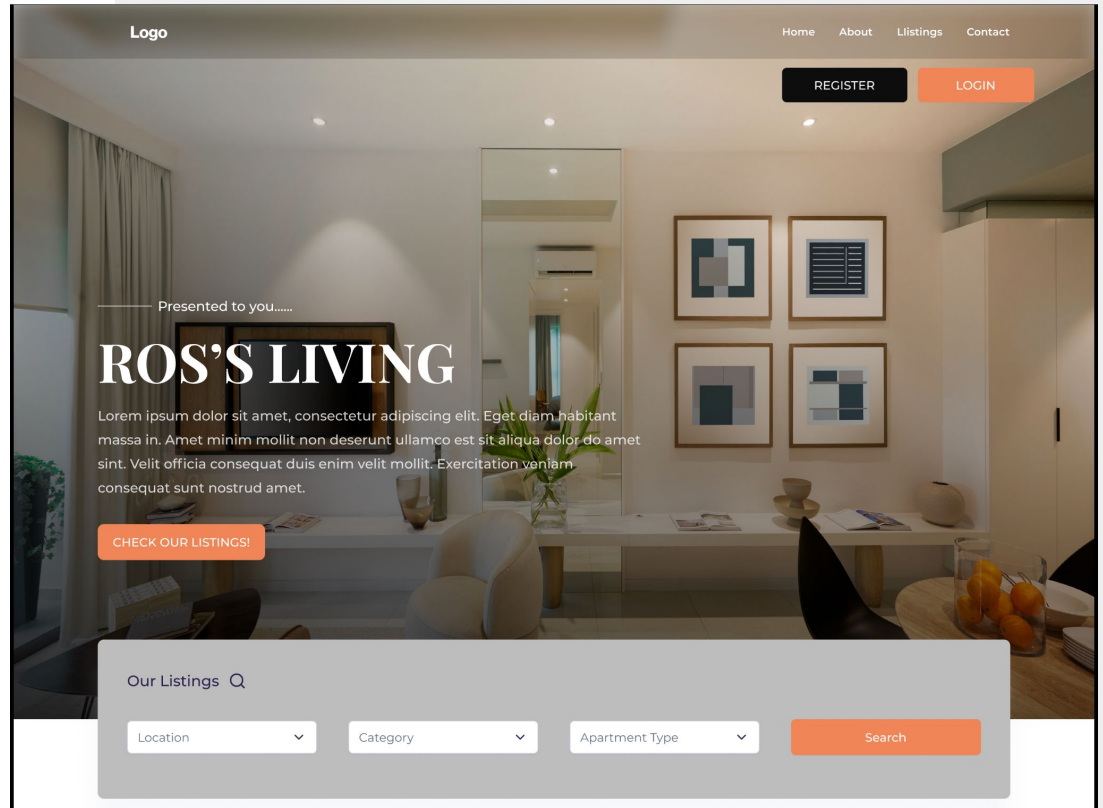 Logo
Home About Llistings Contact
REGISTER LOGIN
Presented to you......
ROS’S LIVING
Lorem ipsum dolor sit amet, consectetur adipiscing elit. Eget diam habitant
massa in. Amet minim mollit non deserunt ullamco est sit aliqua dolor do amet
sint. Velit officia consequat duis enim velit mollit. Exercitation veniam
consequat sunt nostrud amet.
CHECK OUR LISTINGS!
Our Listings
Location Category Apartment Type Search